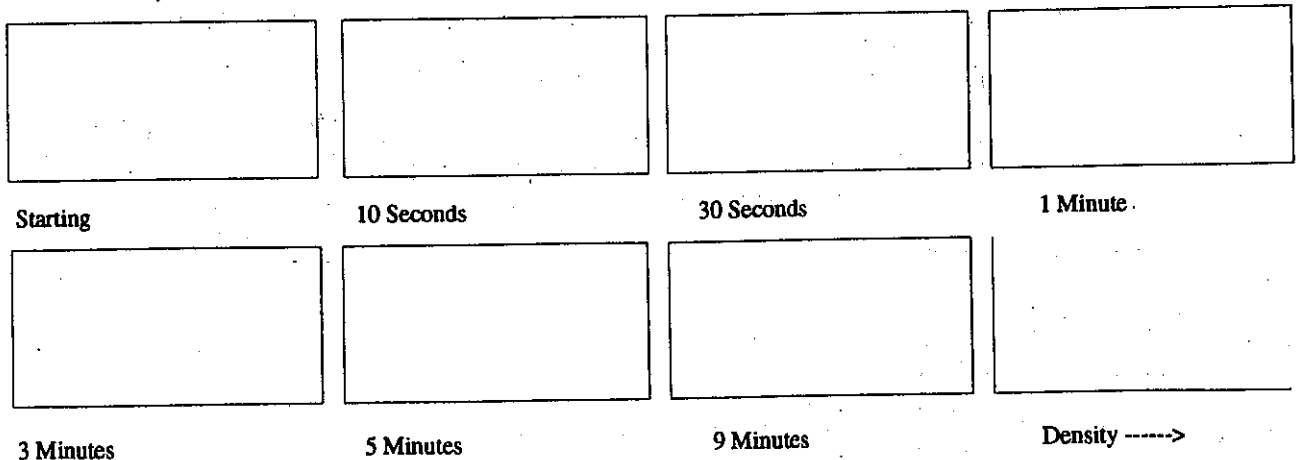 Starting 10 Seconds 30 Seconds 1 Minute
3 Minutes 5 Minutes 9 Minutes Density ------>